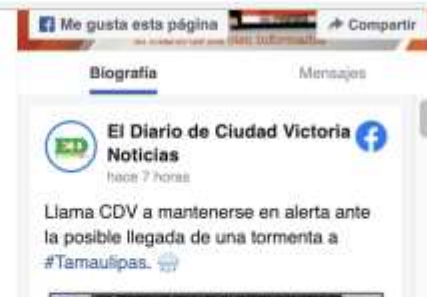 Me gusta esta página
Compartir
Biografía
Mensajes
ED
El Diario de Ciudad Victoria
Noticias
hace 7 horas
Llama CDV a mantenerse en alerta ante
la posible llegada de una tormenta a
#Tamaulipas.